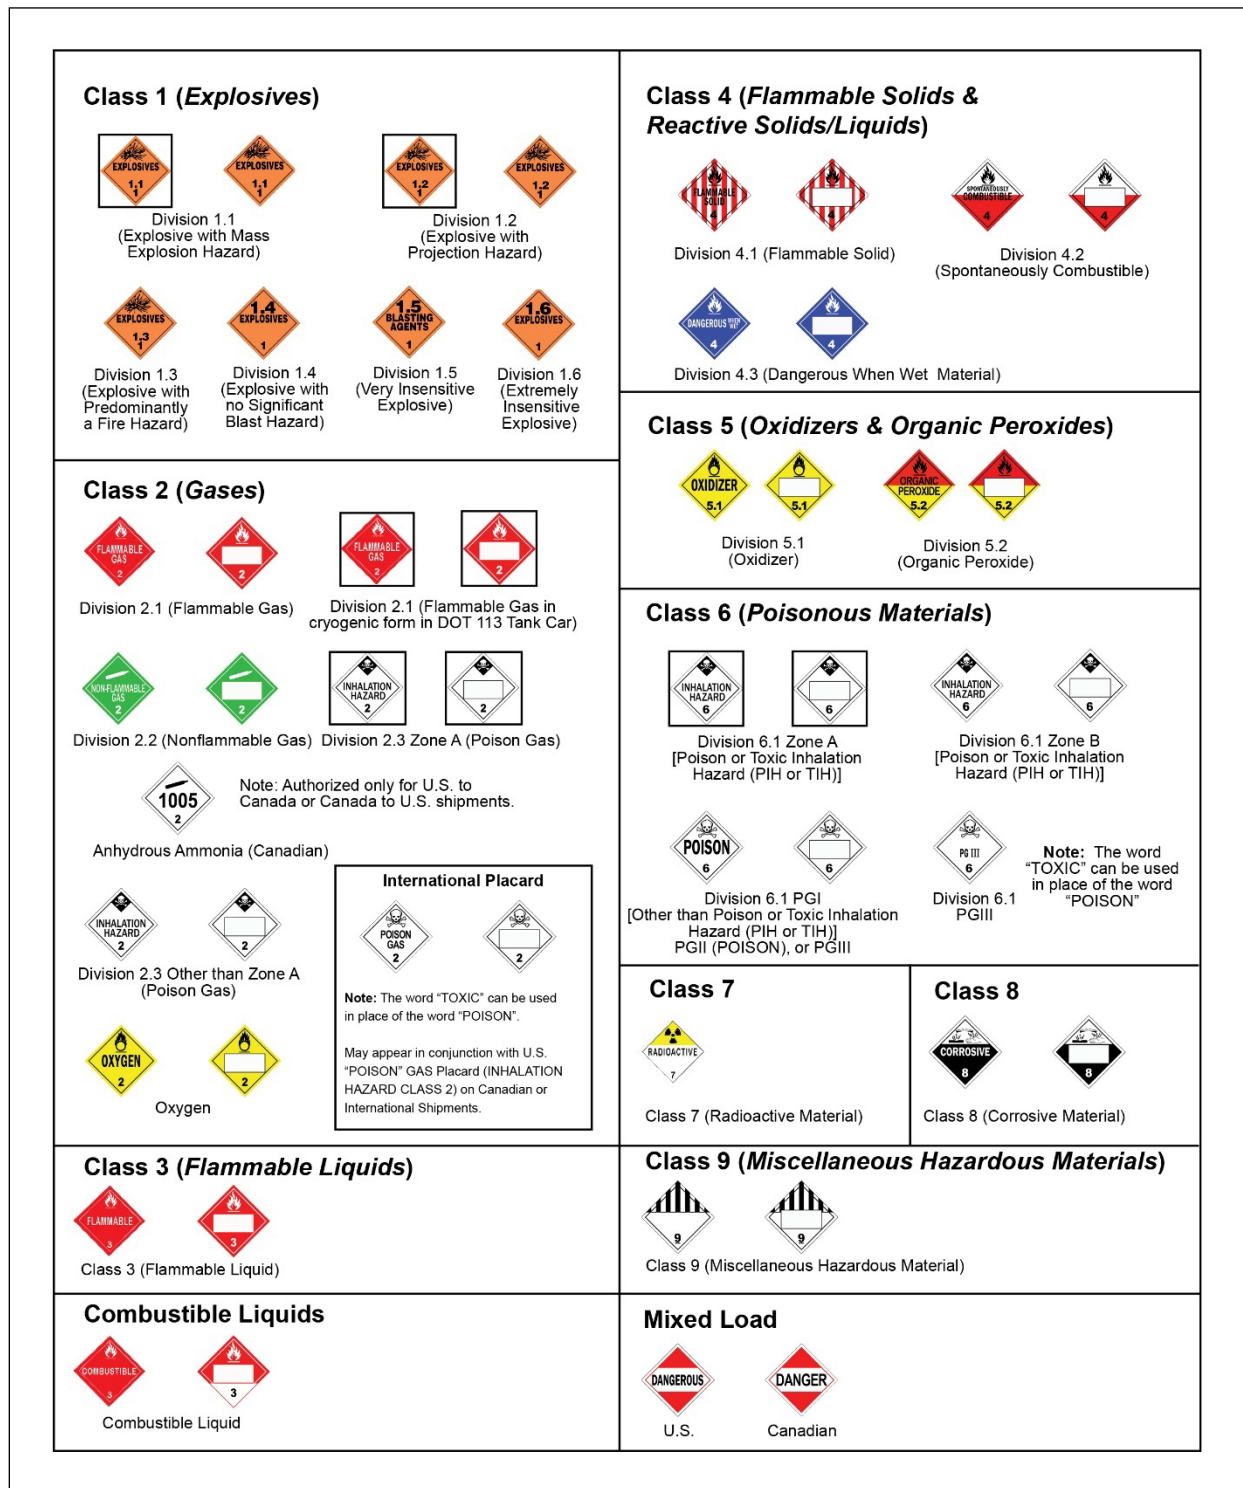 Class 1 (Explosives)
EXPLOSIVES
1.1
1
EXPLOSIVES
1.1
1
Division 1.1
(Explosive with Mass
Explosion Hazard)
EXPLOSIVES
1.2
1
EXPLOSIVES
1.2
1
Division 1.2
(Explosive with
Projection Hazard)
EXPLOSIVES
1.3
1
Division 1.3
(Explosive with
Predominantly
a Fire Hazard)
1.4
EXPLOSIVES
1
Division 1.4
(Explosive with
no Significant
Blast Hazard)
1.5
BLASTING
AGENTS
1
Division 1.5
(Very Insensitive
Explosive)
1.6
EXPLOSIVES
1
Division 1.6
(Extremely
Insensitive
Explosive)
Class 2 (Gases)
FLAMMABLE
GAS
2
2
Division 2.1 (Flammable Gas)
FLAMMABLE
GAS
2
2
Division 2.1 (Flammable Gas in
cryogenic form in DOT 113 Tank Car)
NON-FLAMMABLE
GAS
2
2
Division 2.2 (Nonflammable Gas)
INHALATION
HAZARD
2
2
Division 2.3 Zone A (Poison Gas)
1005
2
Note: Authorized only for U.S. to
Canada or Canada to U.S. shipments.
Anhydrous Ammonia (Canadian)
INHALATION
HAZARD
2
2
Division 2.3 Other than Zone A
(Poison Gas)
OXYGEN
2
2
Oxygen
International Placard
POISON
GAS
2
2
Note: The word “TOXIC” can be used
in place of the word “POISON”.
May appear in conjunction with U.S.
“POISON” GAS Placard (INHALATION
HAZARD CLASS 2) on Canadian or
International Shipments.
Class 3 (Flammable Liquids)
FLAMMABLE
3
3
Class 3 (Flammable Liquid)
Combustible Liquids
COMBUSTIBLE
3
3
Combustible Liquid
Class 4 (Flammable Solids &
Reactive Solids/Liquids)
FLAMMABLE
SOLID
4
4
Division 4.1 (Flammable Solid)
SPONTANEOUSLY
COMBUSTIBLE
4
4
Division 4.2
(Spontaneously Combustible)
DANGEROUS WHEN WET
4
4
Division 4.3 (Dangerous When Wet Material)
Class 5 (Oxidizers & Organic Peroxides)
OXIDIZER
5.1
5.1
Division 5.1
(Oxidizer)
ORGANIC
PEROXIDE
5.2
5.2
Division 5.2
(Organic Peroxide)
Class 6 (Poisonous Materials)
INHALATION
HAZARD
6
6
Division 6.1 Zone A
[Poison or Toxic Inhalation
Hazard (PIH or TIH)]
INHALATION
HAZARD
6
6
Division 6.1 Zone B
[Poison or Toxic Inhalation
Hazard (PIH or TIH)]
POISON
6
6
Division 6.1 PGI
[Other than Poison or Toxic Inhalation
Hazard (PIH or TIH)]
PGII (POISON), or PGIII
PG III
6
Division 6.1
PGIII
Note: The word
“TOXIC” can be used
in place of the word
“POISON”
Class 7
RADIOACTIVE
7
Class 7 (Radioactive Material)
Class 8
CORROSIVE
8
8
Class 8 (Corrosive Material)
Class 9 (Miscellaneous Hazardous Materials)
9
9
Class 9 (Miscellaneous Hazardous Material)
Mixed Load
DANGEROUS
U.S.
DANGER
Canadian